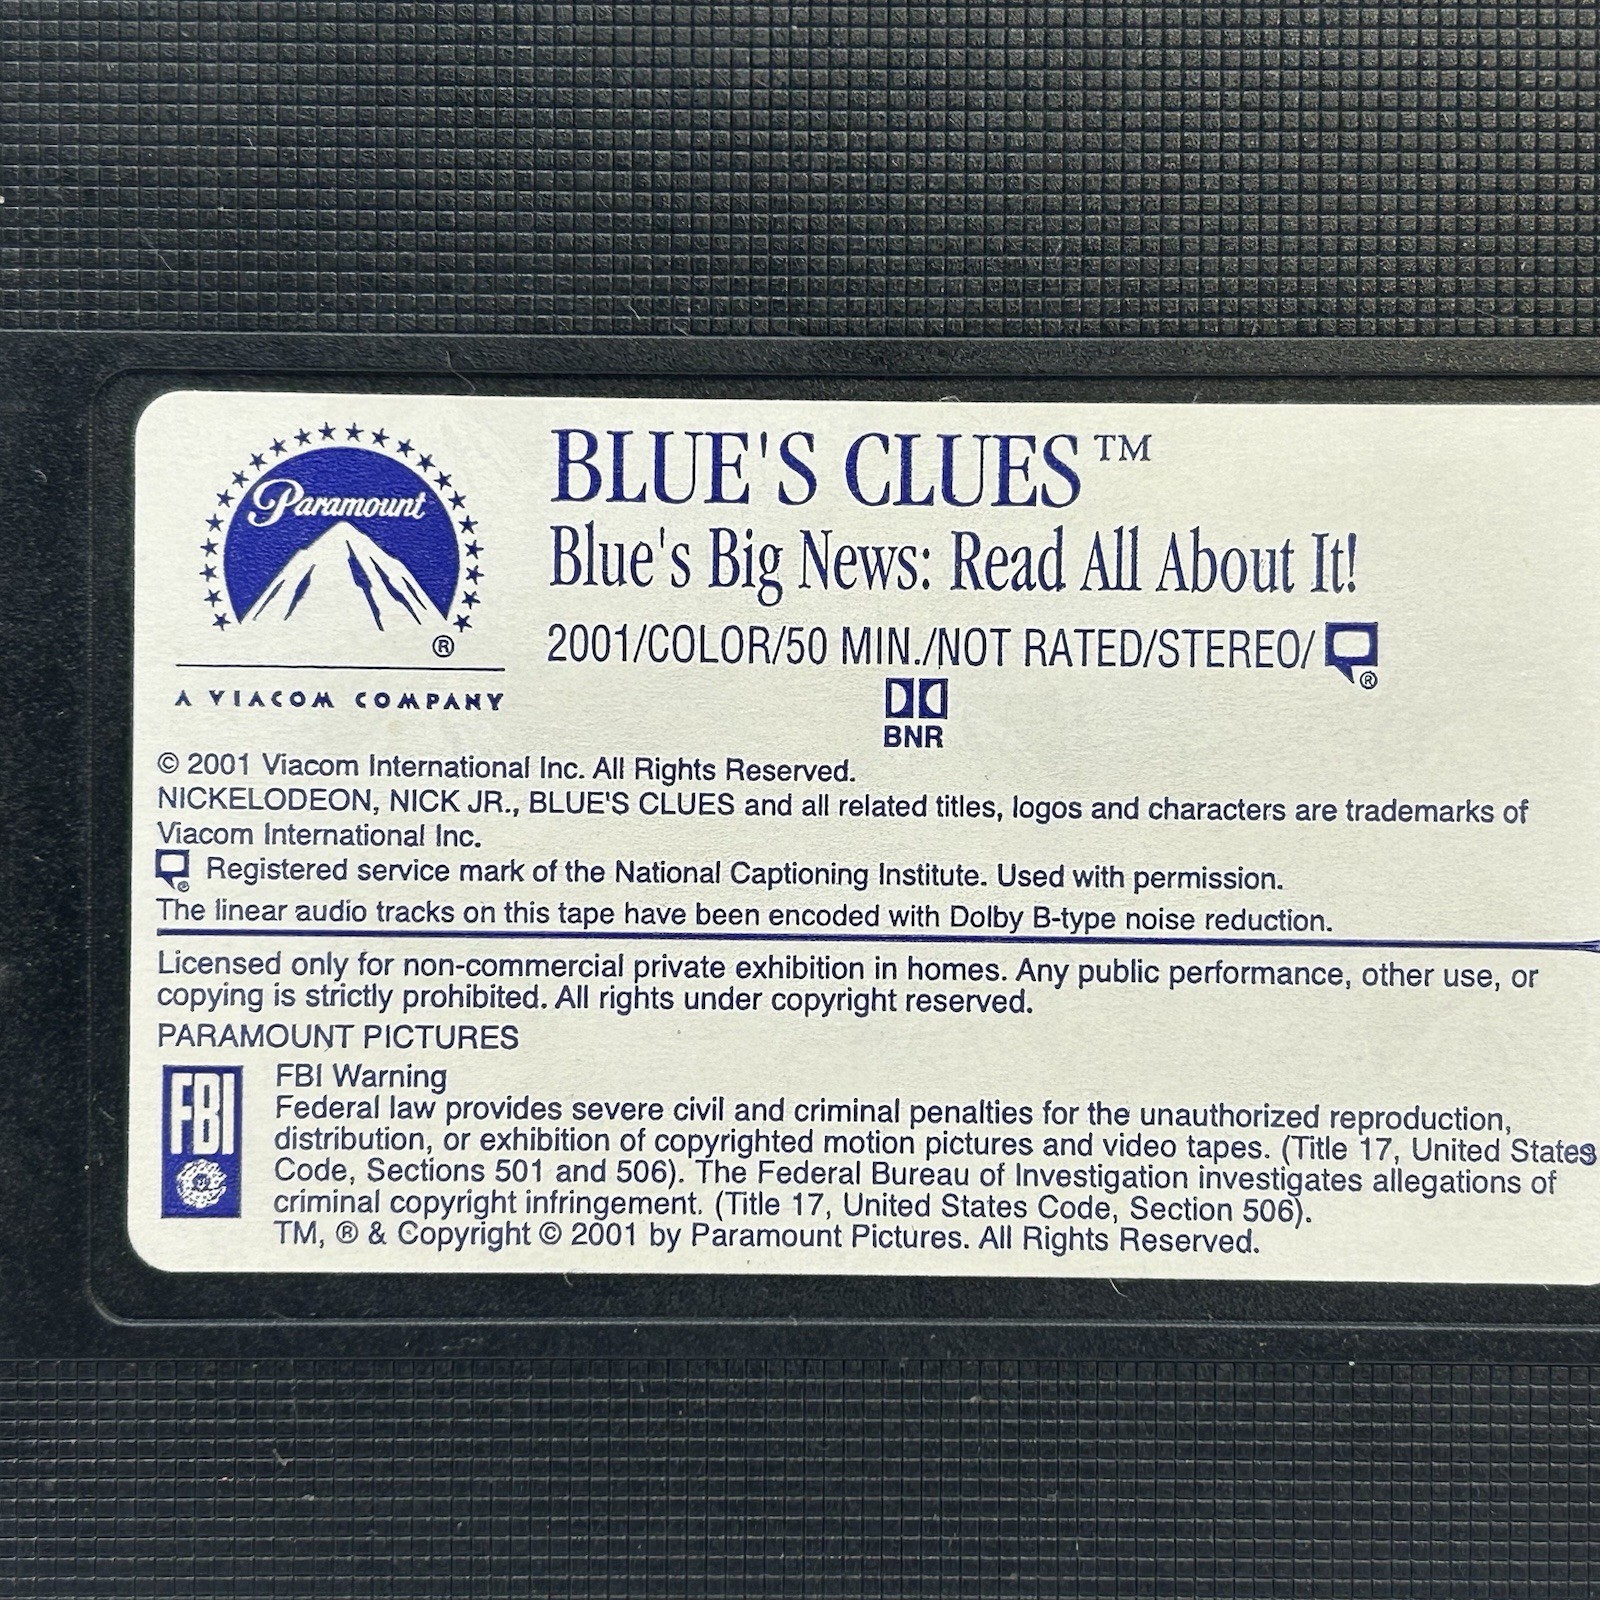 Paramount
®
A VIACOM COMPANY
BLUE'S CLUES™
Blue's Big News: Read All About It!
2001/COLOR/50 MIN./NOT RATED/STEREO/
®
BNR
© 2001 Viacom International Inc. All Rights Reserved.
NICKELODEON, NICK JR., BLUE'S CLUES and all related titles, logos and characters are trademarks of
Viacom International Inc.
® Registered service mark of the National Captioning Institute. Used with permission.
The linear audio tracks on this tape have been encoded with Dolby B-type noise reduction.
Licensed only for non-commercial private exhibition in homes. Any public performance, other use, or
copying is strictly prohibited. All rights under copyright reserved.
PARAMOUNT PICTURES
FBI
FBI Warning
Federal law provides severe civil and criminal penalties for the unauthorized reproduction,
distribution, or exhibition of copyrighted motion pictures and video tapes. (Title 17, United States
Code, Sections 501 and 506). The Federal Bureau of Investigation investigates allegations of
criminal copyright infringement. (Title 17, United States Code, Section 506).
TM, ® & Copyright © 2001 by Paramount Pictures. All Rights Reserved.